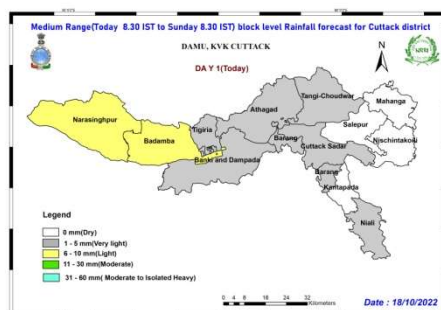 Medium Range(Today 8.30 IST to Sunday 8.30 IST) block level Rainfall forecast for Cuttack district
DAMU, KVK CUTTACK
DA Y 1(Today)
N
Tangi-Choudwar
Mahanga
Athagad
Narasinghpur
Tigiria
Salepur
Badamba
Barang
Nischintakoili
Cuttack Sadar
Banki and Dampada
Barang
Kantapada
Niali
Legend
0 mm(Dry)
1 - 5 mm(Very light)
6 - 10 mm(Light)
11 - 30 mm(Moderate)
31 - 60 mm( Moderate to Isolated Heavy)
0 4 8 16 24 32
Kilometers
Date : 18/10/2022